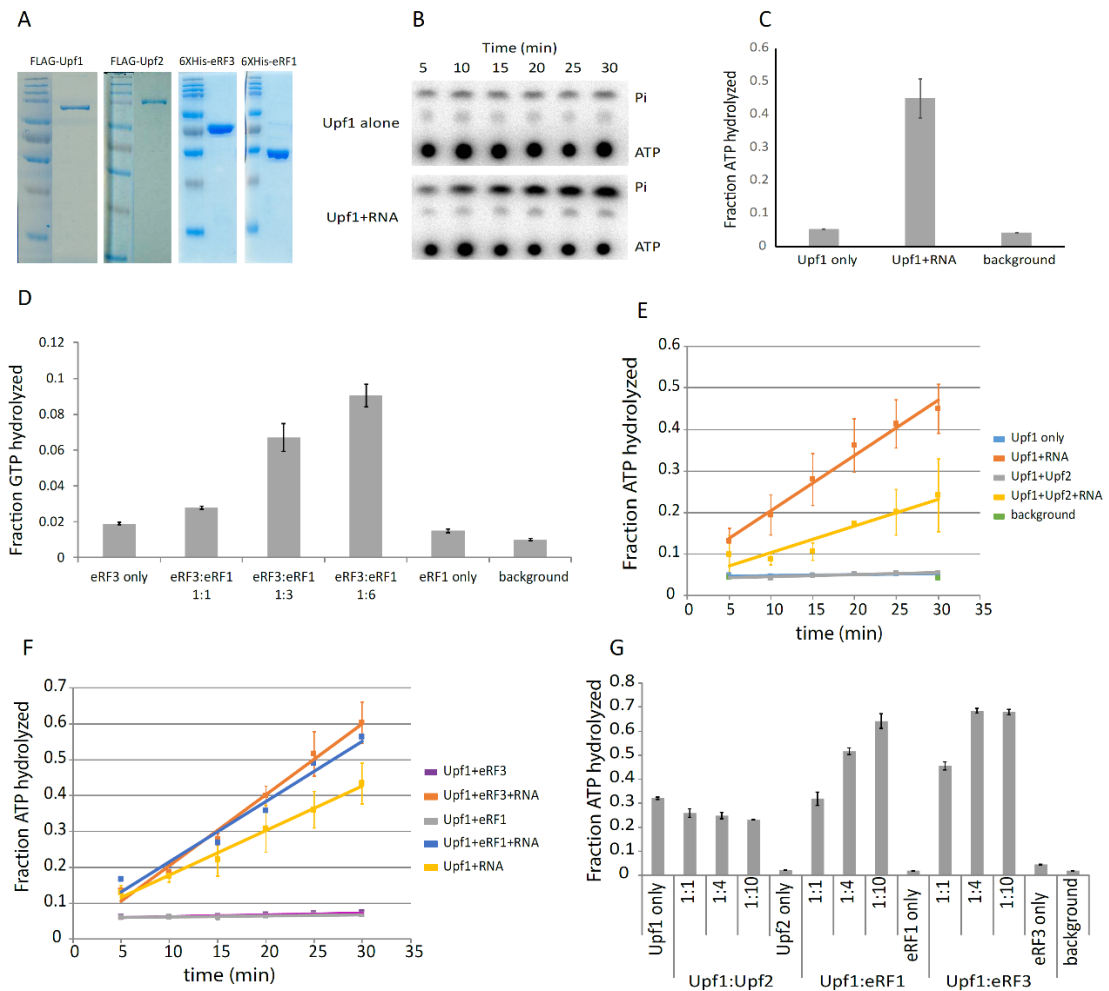 A
FLAG-Upf1
FLAG-Upf2
6XHis-eRF3
6XHis-eRF1
B
Time (min)
5 10 15 20 25 30
Upf1 alone
Pi
ATP
Upf1+RNA
Pi
ATP
C
Fraction ATP hydrolyzed
0.6
0.5
0.4
0.3
0.2
0.1
0
Upf1 only
Upf1+RNA
background
D
Fraction GTP hydrolyzed
0.12
0.1
0.08
0.06
0.04
0.02
0
eRF3 only
eRF3:eRF1
1:1
eRF3:eRF1
1:3
eRF3:eRF1
1:6
eRF1 only
background
E
Fraction ATP hydrolyzed
0.6
0.5
0.4
0.3
0.2
0.1
0
0 5 10 15 20 25 30 35
time (min)
Upf1 only
Upf1+RNA
Upf1+Upf2
Upf1+Upf2+RNA
background
F
Fraction ATP hydrolyzed
0.7
0.6
0.5
0.4
0.3
0.2
0.1
0
0 5 10 15 20 25 30 35
time (min)
Upf1+eRF3
Upf1+eRF3+RNA
Upf1+eRF1
Upf1+eRF1+RNA
Upf1+RNA
G
Fraction ATP hydrolyzed
0.8
0.7
0.6
0.5
0.4
0.3
0.2
0.1
0
Upf1 only
1:1
1:4
1:10
Upf2 only
1:1
1:4
1:10
eRF1 only
1:1
1:4
1:10
eRF3 only
background
Upf1:Upf2
Upf1:eRF1
Upf1:eRF3